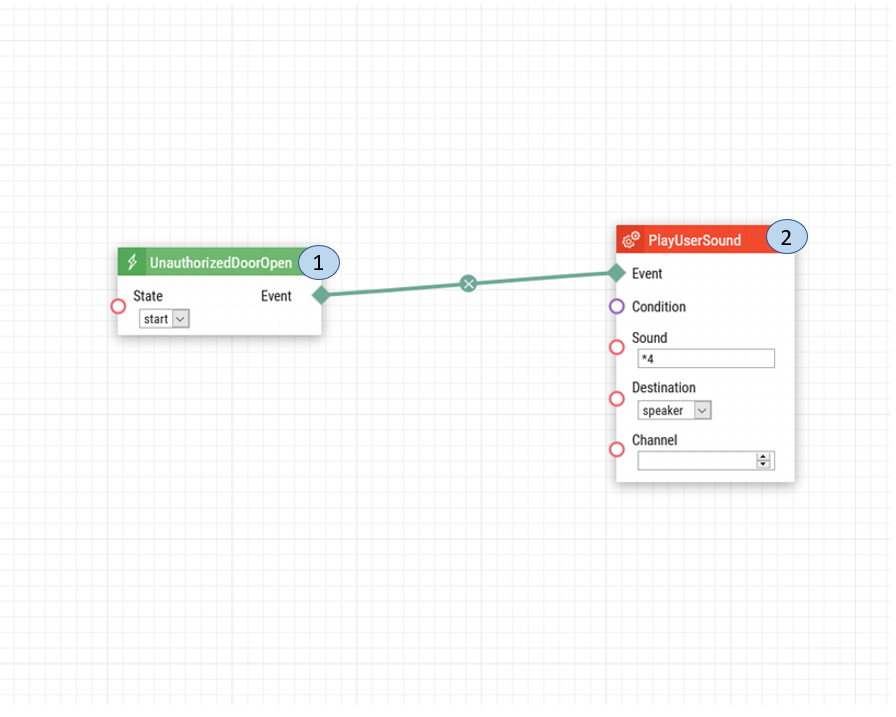 UnauthorizedDoorOpen 1
State Event
start
PlayUserSound 2
Event
Condition
Sound
*4
Destination
speaker
Channel